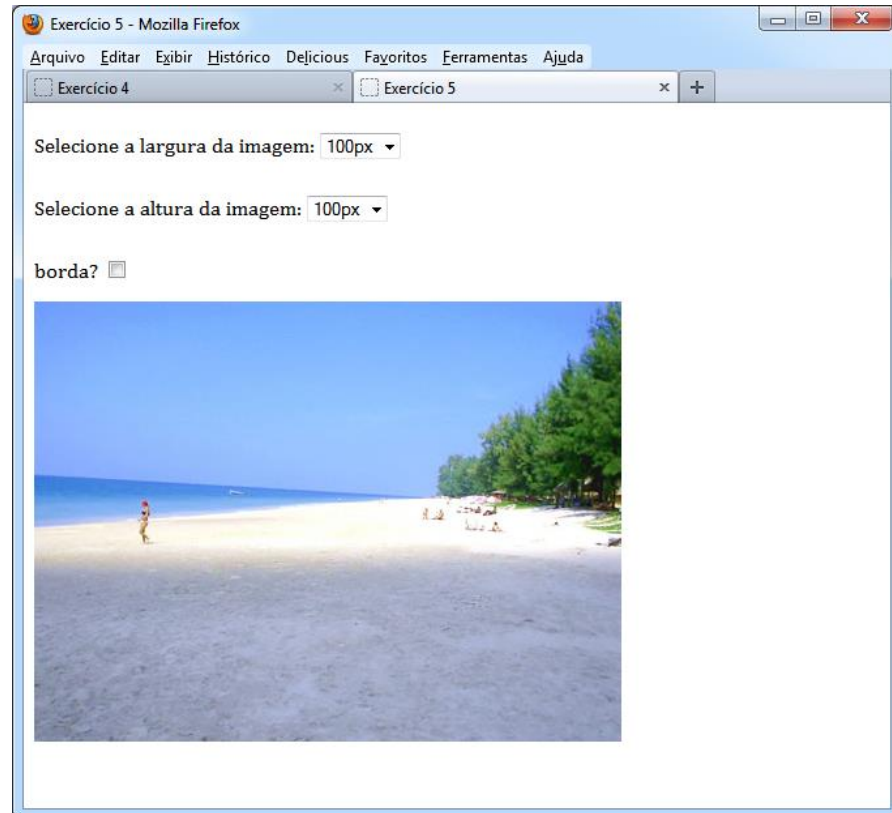 Exercício 5 - Mozilla Firefox
Arquivo Editar Exibir Histórico Delicious Favoritos Ferramentas Ajuda
Exercício 4 Exercício 5
Selecione a largura da imagem: 100px
Selecione a altura da imagem: 100px
borda?